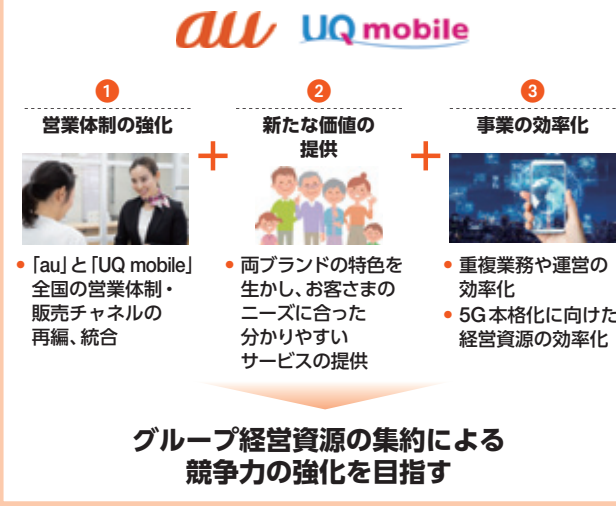 au UQ mobile
1
営業体制の強化
「au」と「UQ mobile」
全国の営業体制・
販売チャネルの
再編、統合
2
新たな価値の
提供
両ブランドの特色を
生かし、お客さまの
ニーズに合った
分かりやすい
サービスの提供
3
事業の効率化
重複業務や運営の
効率化
5G本格化に向けた
経営資源の効率化
グループ経営資源の集約による
競争力の強化を目指す